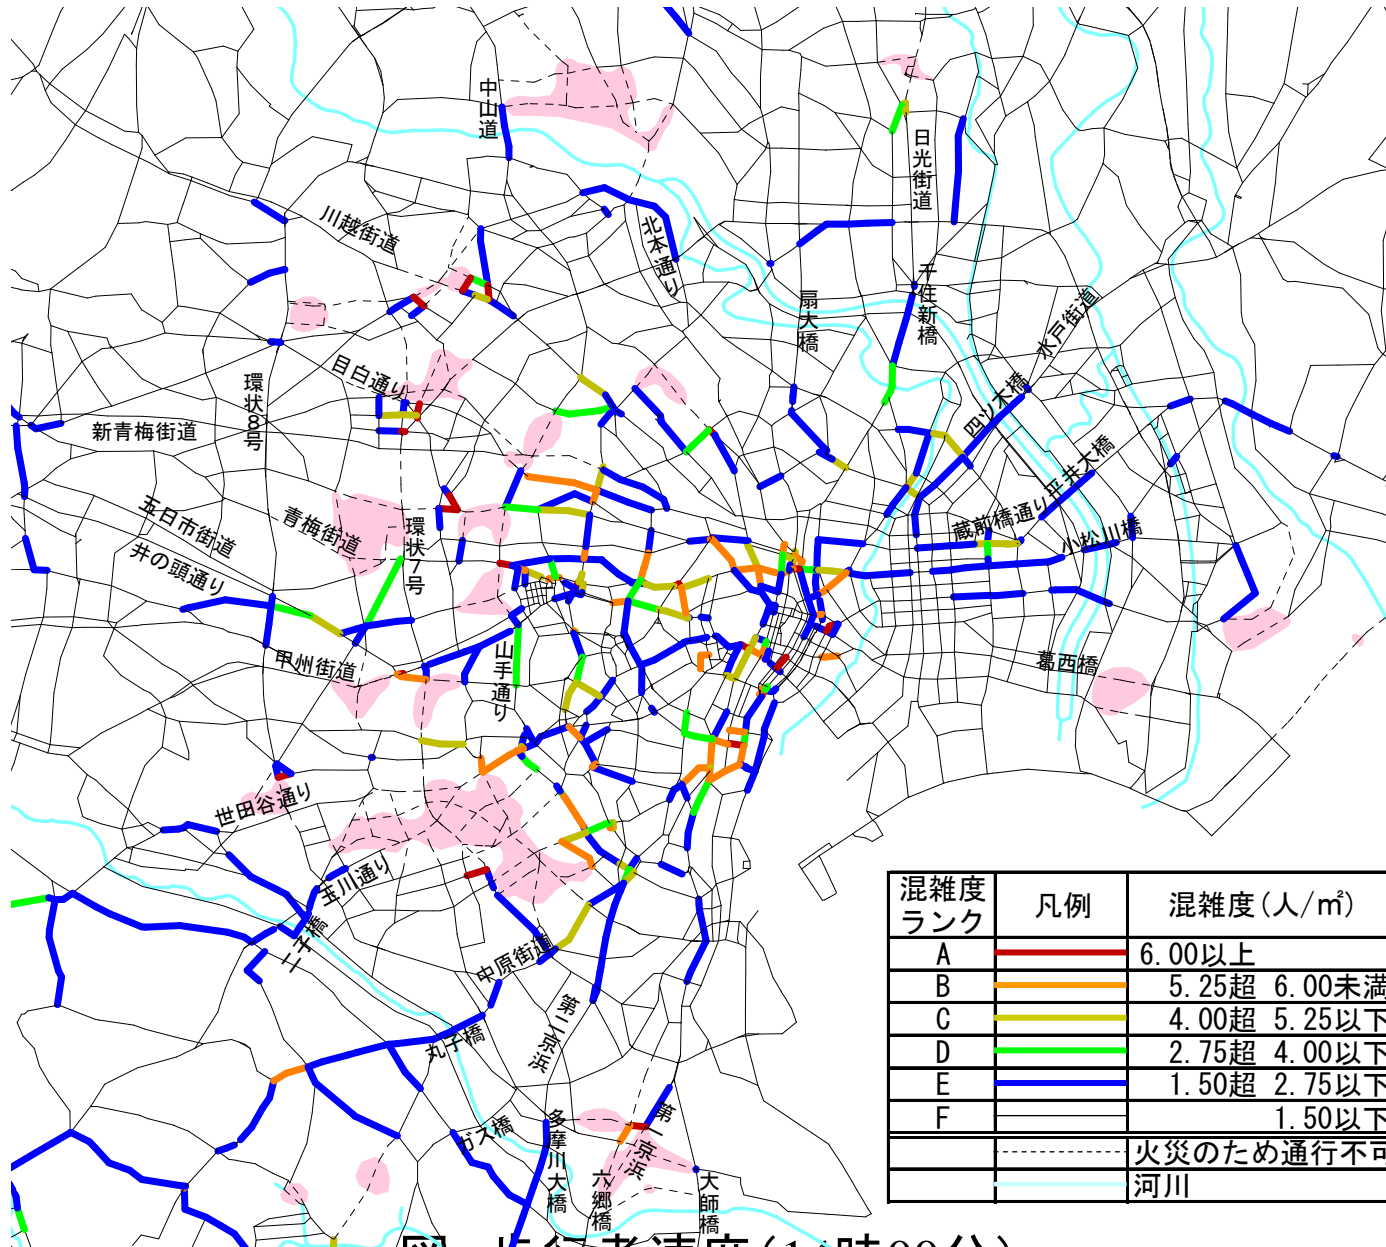 中山道
日光街道
川越街道
北本通り
千住新橋
扇大橋
水戸街道
目白通り
環状8号
四ツ木橋
新青梅街道
平井大橋
五日市街道
青梅街道
環状7号
蔵前橋通り
小松川橋
井の頭通り
甲州街道
山手通り
葛西橋
世田谷通り
玉川通り
二子橋
中原街道
第二京浜
丸子橋
ガス橋
多摩川大橋
第一京浜
六郷橋
大師橋
混雑度ランク 凡例 混雑度(人/㎡)
A 6.00以上
B 5.25超 6.00未満
C 4.00超 5.25以下
D 2.75超 4.00以下
E 1.50超 2.75以下
F 1.50以下
火災のため通行不可
河川